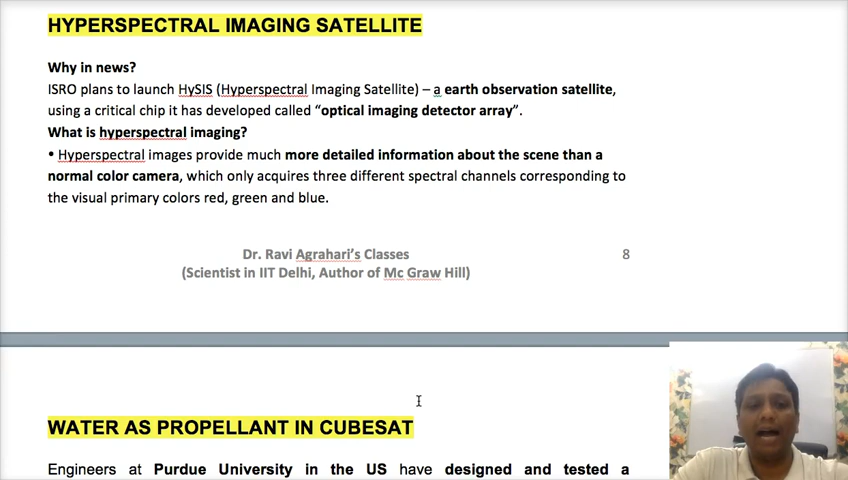 HYPERSPECTRAL IMAGING SATELLITE
Why in news?
ISRO plans to launch HySIS (Hyperspectral Imaging Satellite) – a earth observation satellite,
using a critical chip it has developed called “optical imaging detector array”.
What is hyperspectral imaging?
• Hyperspectral images provide much more detailed information about the scene than a
normal color camera, which only acquires three different spectral channels corresponding to
the visual primary colors red, green and blue.
Dr. Ravi Agrahari’s Classes 8
(Scientist in IIT Delhi, Author of Mc Graw Hill)
WATER AS PROPELLANT IN CUBESAT
Engineers at Purdue University in the US have designed and tested a